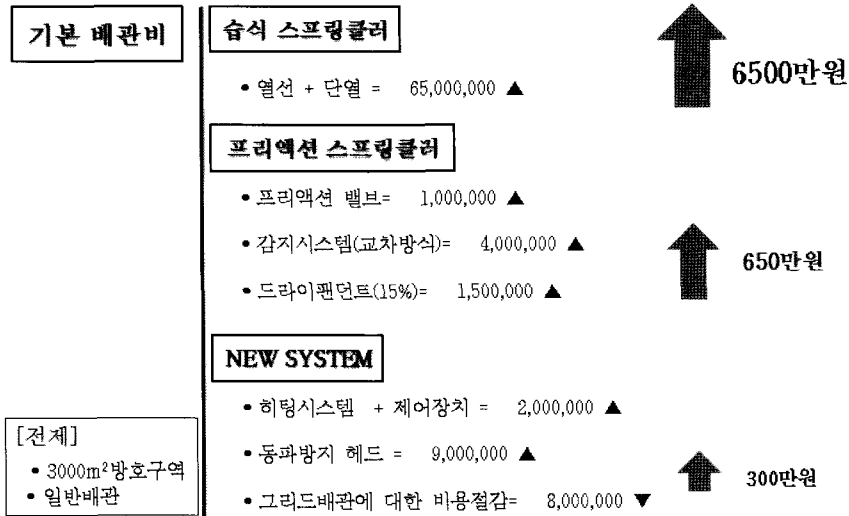 기본 배관비
습식 스프링클러
• 열선 + 단열 = 65,000,000 ▲
6500만원
프리액션 스프링클러
• 프리액션 밸브= 1,000,000 ▲
• 감지시스템(교차방식)= 4,000,000 ▲
• 드라이팬던트(15%)= 1,500,000 ▲
650만원
NEW SYSTEM
• 히팅시스템 + 제어장치 = 2,000,000 ▲
• 동파방지 헤드 = 9,000,000 ▲
• 그리드배관에 대한 비용절감= 8,000,000 ▼
300만원
[전제]
• 3000m²방호구역
• 일반배관